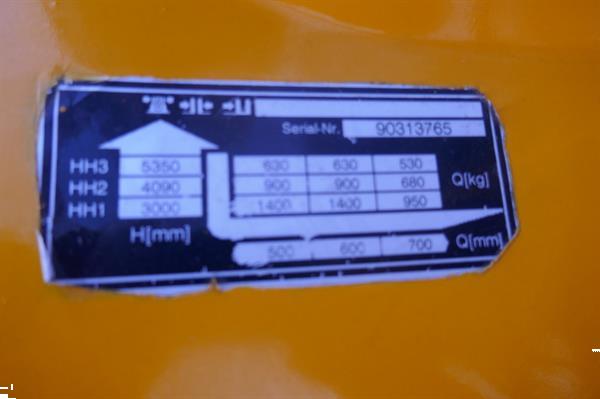 Serial-Nr. 90313765
HH3 5350 630 630 530
HH2 4090 900 900 680 Q[kg]
HH1 3000 1400 1400 950
H[mm] 500 600 700 Q[mm]